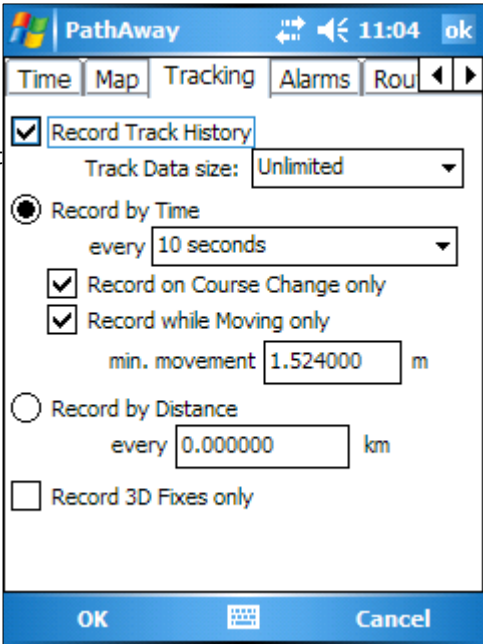 PathAway 11:04 ok
Time Map Tracking Alarms Rou
Record Track History
Track Data size: Unlimited
Record by Time
every 10 seconds
Record on Course Change only
Record while Moving only
min. movement 1.524000 m
Record by Distance
every 0.000000 km
Record 3D Fixes only
OK Cancel